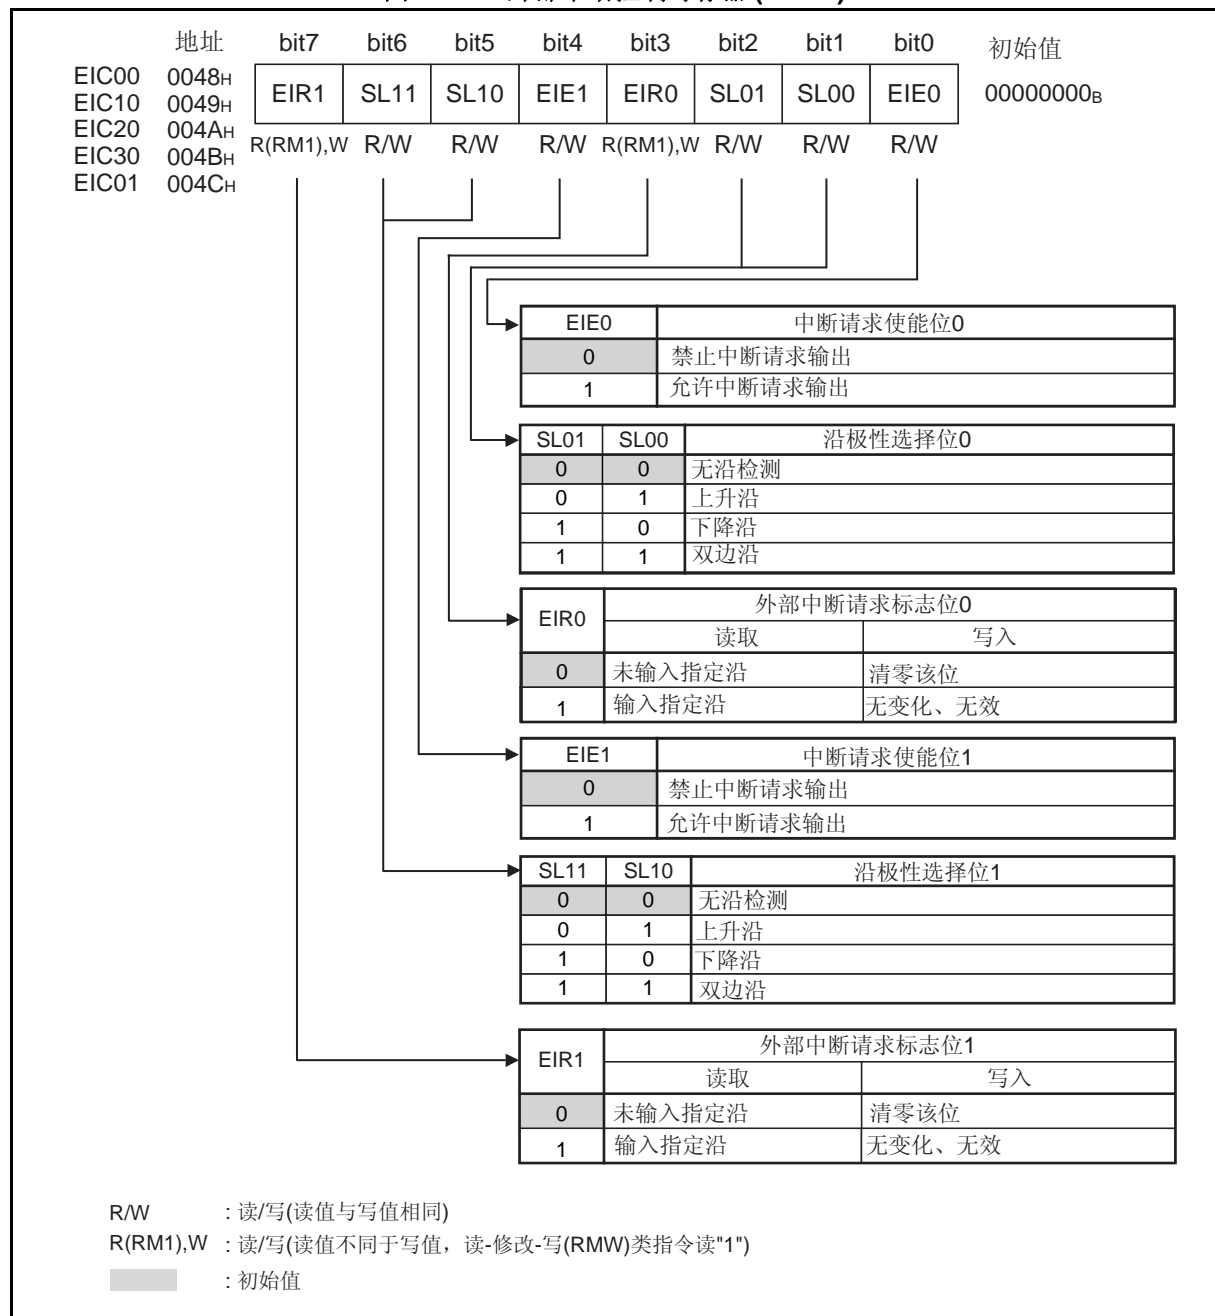 地址 bit7 bit6 bit5 bit4 bit3 bit2 bit1 bit0 初始值
EIC00 0048H EIR1 SL11 SL10 EIE1 EIR0 SL01 SL00 EIE0 00000000B
EIC10 0049H
EIC20 004AH R(RM1),W R/W R/W R/W R(RM1),W R/W R/W R/W
EIC30 004BH
EIC01 004CH
EIE0 中断请求使能位0
0 禁止中断请求输出
1 允许中断请求输出
SL01 SL00 沿极性选择位0
0 0 无沿检测
0 1 上升沿
1 0 下降沿
1 1 双边沿
EIR0 外部中断请求标志位0
读取 写入
0 未输入指定沿 清零该位
1 输入指定沿 无变化、无效
EIE1 中断请求使能位1
0 禁止中断请求输出
1 允许中断请求输出
SL11 SL10 沿极性选择位1
0 0 无沿检测
0 1 上升沿
1 0 下降沿
1 1 双边沿
EIR1 外部中断请求标志位1
读取 写入
0 未输入指定沿 清零该位
1 输入指定沿 无变化、无效
R/W : 读/写(读值与写值相同)
R(RM1),W : 读/写(读值不同于写值，读-修改-写(RMW)类指令读"1")
: 初始值